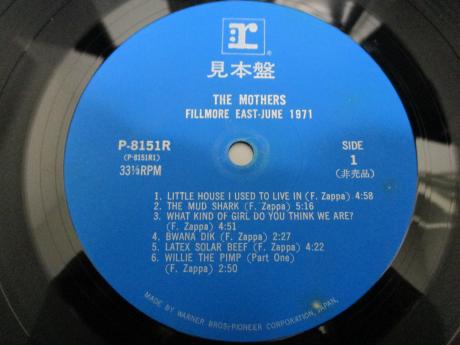 r
®
見本盤
THE MOTHERS
FILLMORE EAST-JUNE 1971
P-8151R
(P-8151R1)
33⅓RPM
SIDE
1
(非売品)
1. LITTLE HOUSE I USED TO LIVE IN (F. Zappa) 4:58
2. THE MUD SHARK (F. Zappa) 5:16
3. WHAT KIND OF GIRL DO YOU THINK WE ARE?
(F. Zappa) 4:51
4. BWANA DIK (F. Zappa) 2:27
5. LATEX SOLAR BEEF (F. Zappa) 4:22
6. WILLIE THE PIMP (Part One)
(F. Zappa) 2:50
MADE BY WARNER BROS-PIONEER CORPORATION, JAPAN,